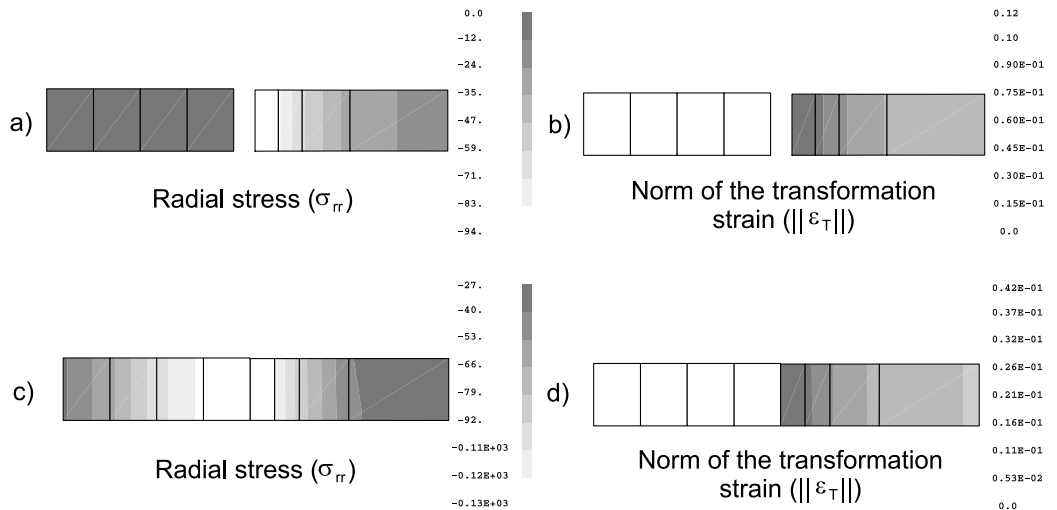 0.0
-12.
-24.
-35.
-47.
-59.
-71.
-83.
-94.
a)
Radial stress (σrr)
0.12
0.10
0.90E-01
0.75E-01
0.60E-01
0.45E-01
0.30E-01
0.15E-01
0.0
b)
Norm of the transformation
strain (|| εT||)
-27.
-40.
-53.
-66.
-79.
-92.
-0.11E+03
-0.12E+03
-0.13E+03
c)
Radial stress (σrr)
0.42E-01
0.37E-01
0.32E-01
0.26E-01
0.21E-01
0.16E-01
0.11E-01
0.53E-02
0.0
d)
Norm of the transformation
strain (|| εT||)